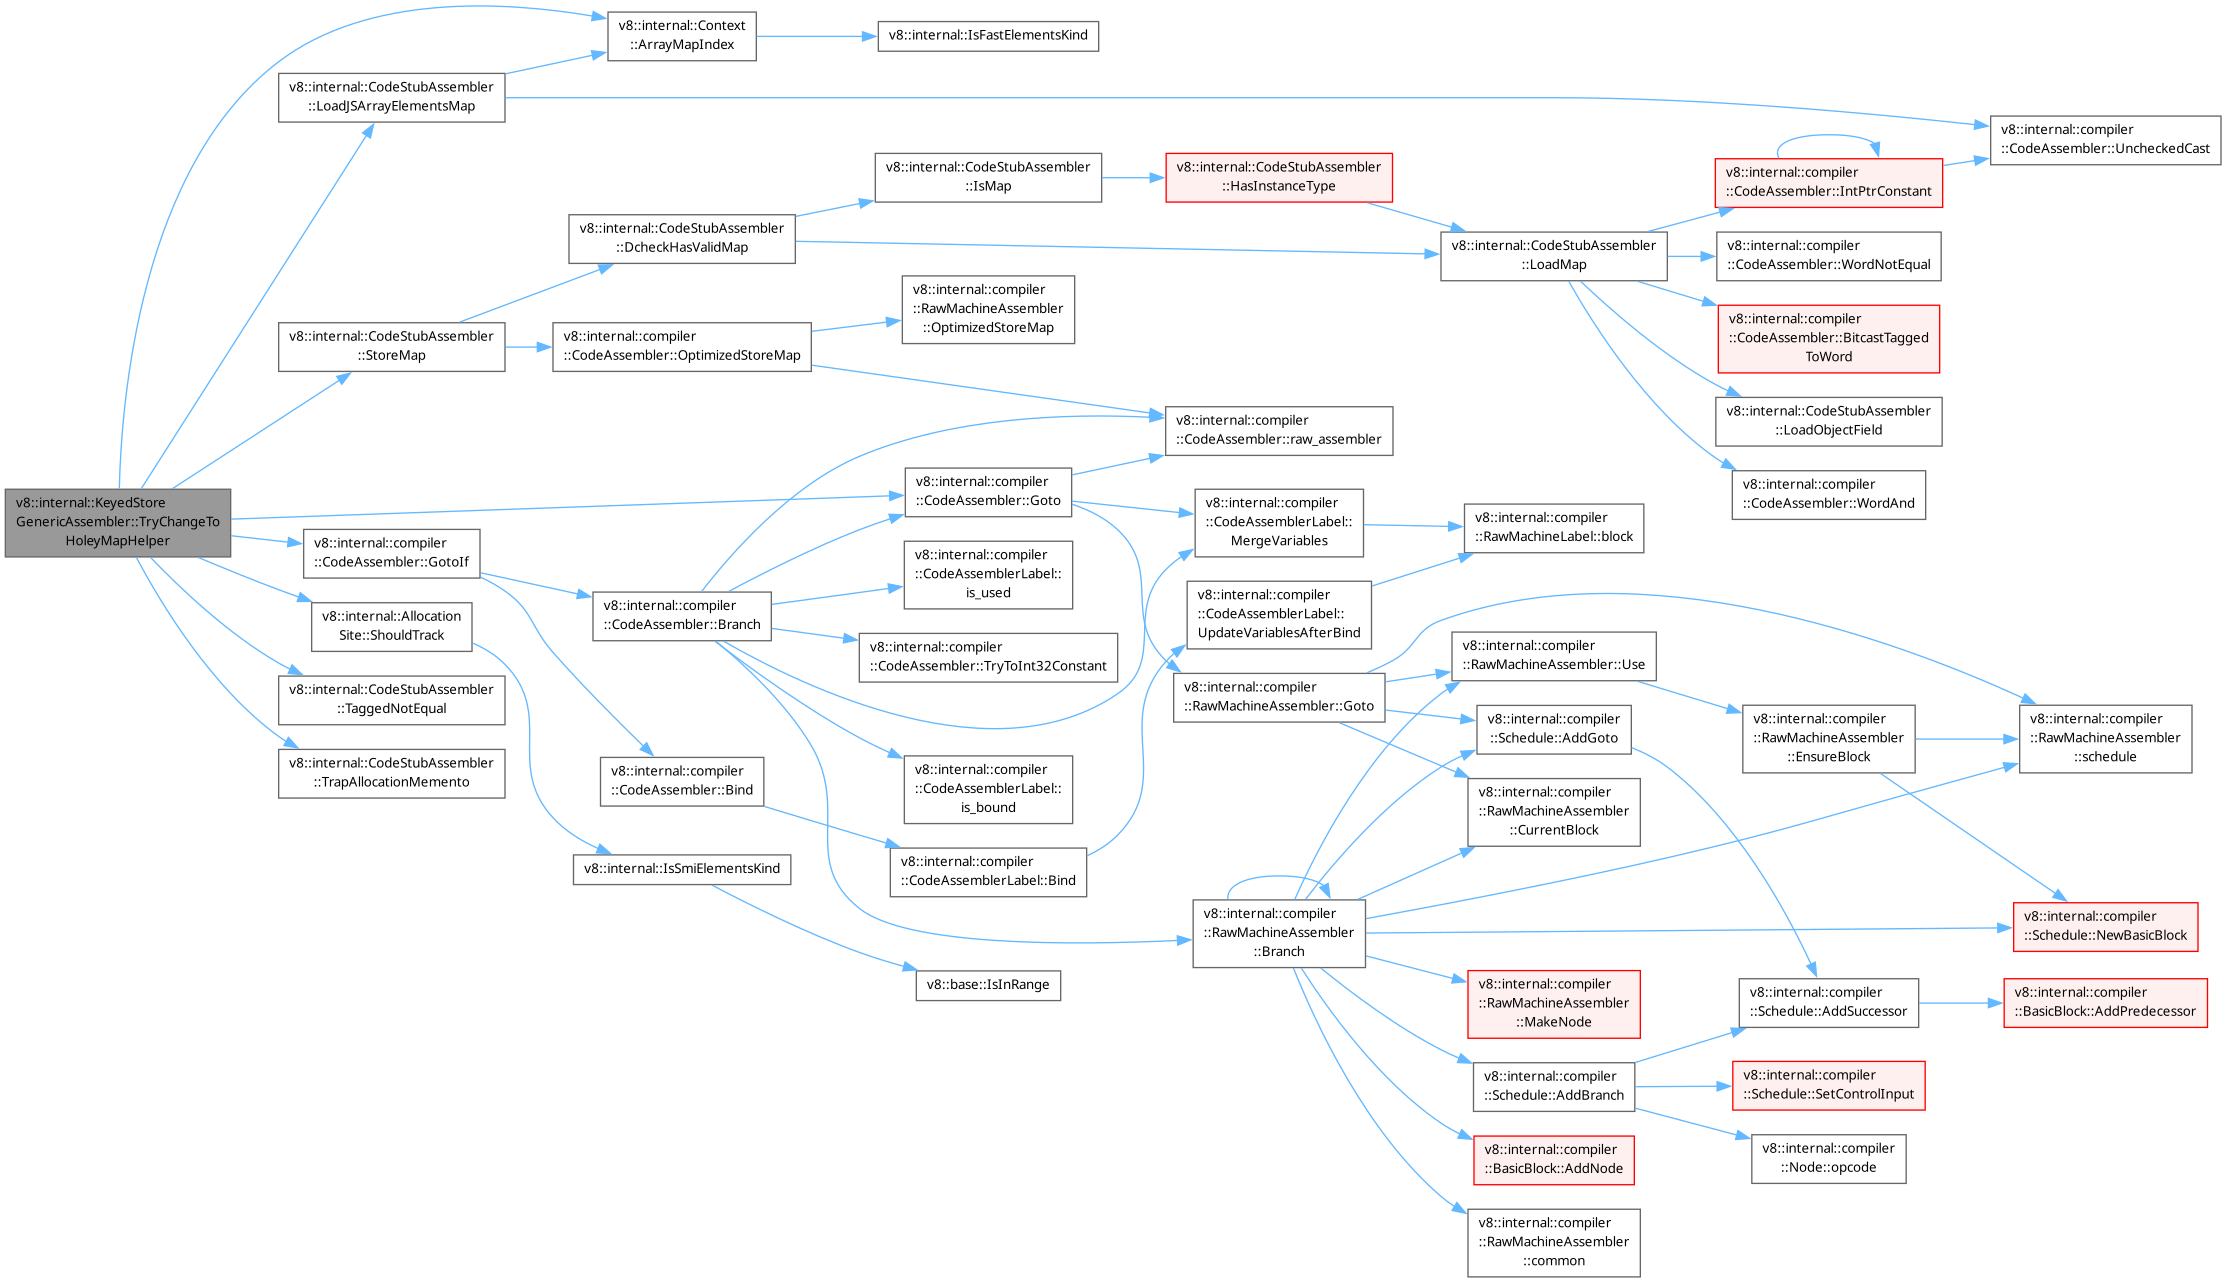 v8::internal::KeyedStore
GenericAssembler::TryChangeTo
HoleyMapHelper
v8::internal::Context
::ArrayMapIndex
v8::internal::IsFastElementsKind
v8::internal::CodeStubAssembler
::LoadJSArrayElementsMap
v8::internal::compiler
::CodeAssembler::UncheckedCast
v8::internal::CodeStubAssembler
::StoreMap
v8::internal::CodeStubAssembler
::DcheckHasValidMap
v8::internal::CodeStubAssembler
::IsMap
v8::internal::CodeStubAssembler
::HasInstanceType
v8::internal::CodeStubAssembler
::LoadMap
v8::internal::compiler
::CodeAssembler::IntPtrConstant
v8::internal::compiler
::CodeAssembler::WordNotEqual
v8::internal::compiler
::CodeAssembler::BitcastTagged
ToWord
v8::internal::CodeStubAssembler
::LoadObjectField
v8::internal::compiler
::CodeAssembler::WordAnd
v8::internal::compiler
::CodeAssembler::OptimizedStoreMap
v8::internal::compiler
::RawMachineAssembler
::OptimizedStoreMap
v8::internal::compiler
::CodeAssembler::raw_assembler
v8::internal::compiler
::CodeAssembler::Goto
v8::internal::compiler
::CodeAssemblerLabel::
MergeVariables
v8::internal::compiler
::RawMachineLabel::block
v8::internal::compiler
::CodeAssembler::GotoIf
v8::internal::compiler
::CodeAssembler::Branch
v8::internal::compiler
::CodeAssemblerLabel::
is_used
v8::internal::compiler
::CodeAssembler::TryToInt32Constant
v8::internal::compiler
::CodeAssemblerLabel::
is_bound
v8::internal::compiler
::CodeAssemblerLabel::
UpdateVariablesAfterBind
v8::internal::compiler
::RawMachineAssembler::Goto
v8::internal::compiler
::RawMachineAssembler::Use
v8::internal::compiler
::Schedule::AddGoto
v8::internal::compiler
::RawMachineAssembler
::CurrentBlock
v8::internal::compiler
::RawMachineAssembler
::EnsureBlock
v8::internal::compiler
::RawMachineAssembler
::schedule
v8::internal::Allocation
Site::ShouldTrack
v8::internal::CodeStubAssembler
::TaggedNotEqual
v8::internal::CodeStubAssembler
::TrapAllocationMemento
v8::internal::compiler
::CodeAssembler::Bind
v8::internal::compiler
::CodeAssemblerLabel::Bind
v8::internal::IsSmiElementsKind
v8::base::IsInRange
v8::internal::compiler
::RawMachineAssembler
::Branch
v8::internal::compiler
::Schedule::NewBasicBlock
v8::internal::compiler
::RawMachineAssembler
::MakeNode
v8::internal::compiler
::Schedule::AddSuccessor
v8::internal::compiler
::BasicBlock::AddPredecessor
v8::internal::compiler
::Schedule::AddBranch
v8::internal::compiler
::Schedule::SetControlInput
v8::internal::compiler
::Node::opcode
v8::internal::compiler
::BasicBlock::AddNode
v8::internal::compiler
::RawMachineAssembler
::common